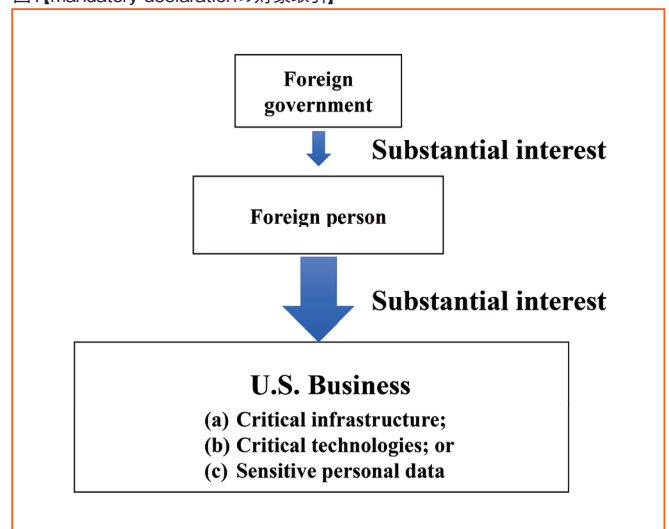 Foreign
government
Substantial interest
Foreign person
Substantial interest
U.S. Business
(a) Critical infrastructure;
(b) Critical technologies; or
(c) Sensitive personal data